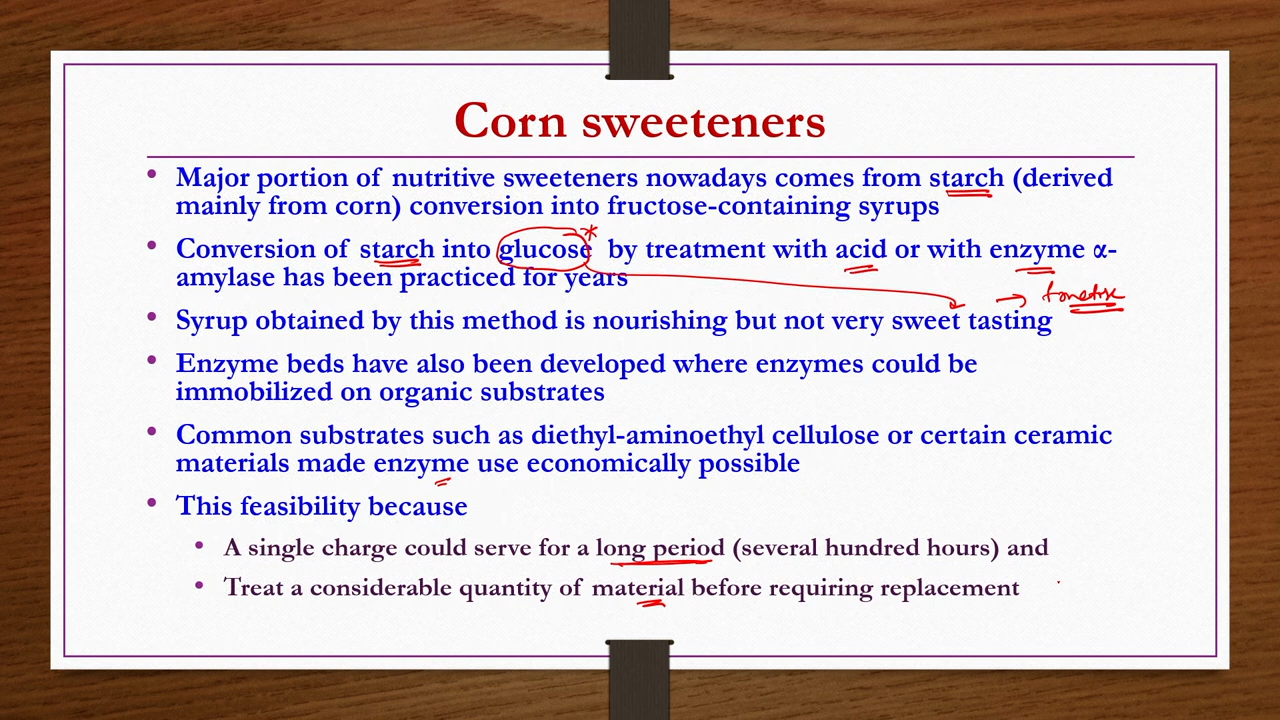 Corn sweeteners
• Major portion of nutritive sweeteners nowadays comes from starch (derived
mainly from corn) conversion into fructose-containing syrups
• Conversion of starch into glucose* by treatment with acid or with enzyme α-
amylase has been practiced for years
→
• Syrup obtained by this method is nourishing but not very sweet tasting
• Enzyme beds have also been developed where enzymes could be
immobilized on organic substrates
• Common substrates such as diethyl-aminoethyl cellulose or certain ceramic
materials made enzyme use economically possible
• This feasibility because
• A single charge could serve for a long period (several hundred hours) and
• Treat a considerable quantity of material before requiring replacement